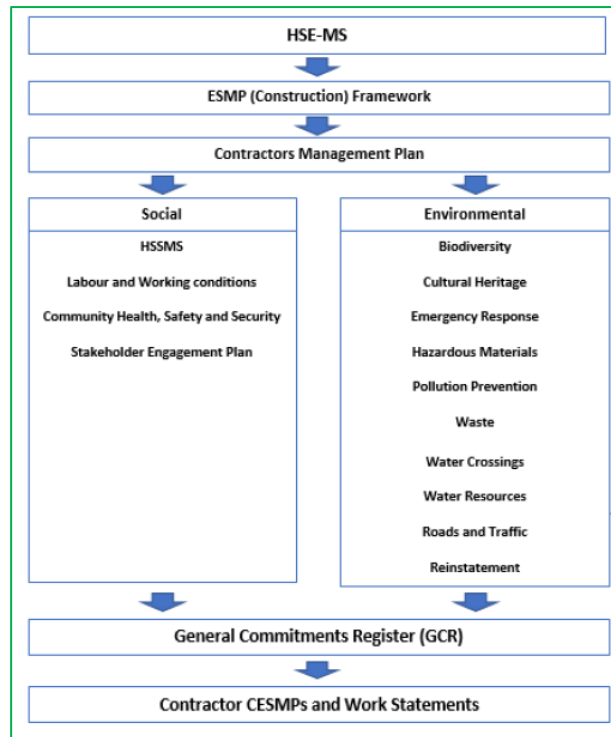 HSE-MS
ESMP (Construction) Framework
Contractors Management Plan
Social
HSSMS
Labour and Working conditions
Community Health, Safety and Security
Stakeholder Engagement Plan
Environmental
Biodiversity
Cultural Heritage
Emergency Response
Hazardous Materials
Pollution Prevention
Waste
Water Crossings
Water Resources
Roads and Traffic
Reinstatement
General Commitments Register (GCR)
Contractor CESMPs and Work Statements